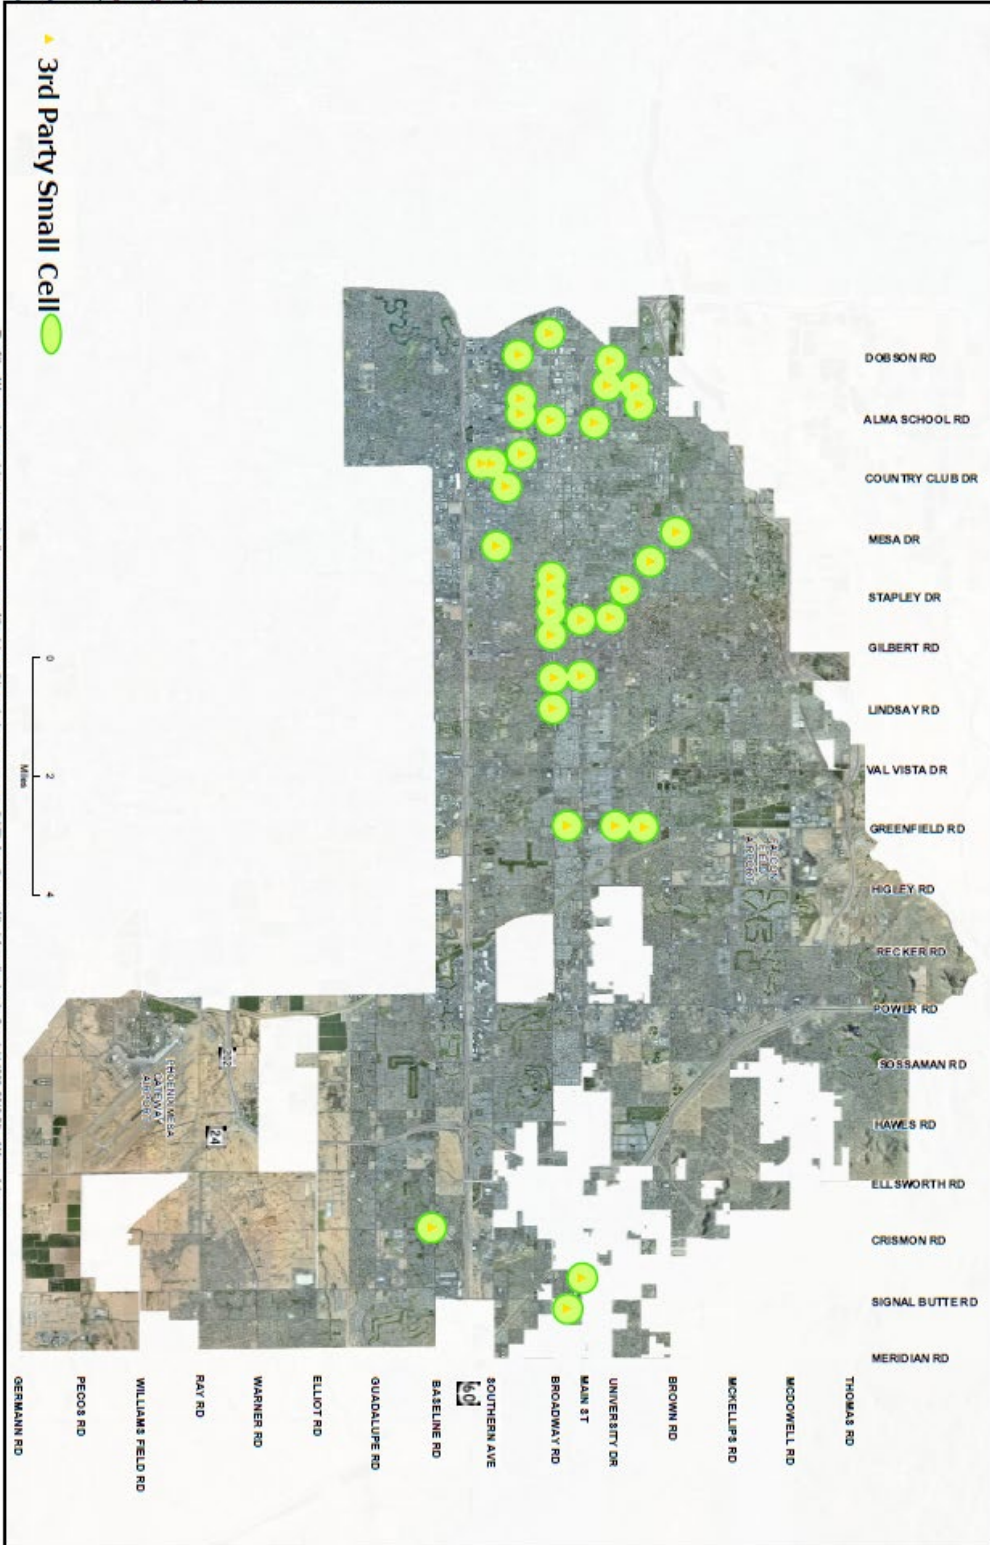 3rd Party Small Cell
DOBSON RD
ALMA SCHOOL RD
COUNTRY CLUB DR
MESA DR
STAPLEY DR
GILBERT RD
LINDSAY RD
VAL VISTA DR
GREENFIELD RD
HIGLEY RD
RECKER RD
POWER RD
SOSSAMAN RD
HAWES RD
ELLSWORTH RD
CRISMON RD
SIGNAL BUTTE RD
MERIDIAN RD
FALCON
FIELD
AIRPORT
0
2
4
Miles
202
24
60
PHOENIX MESA
GATEWAY
AIRPORT
THOMAS RD
MCDOWELL RD
MCKELLIPS RD
BROWN RD
UNIVERSITY DR
MAIN ST
BROADWAY RD
SOUTHERN AVE
BASELINE RD
GUADALUPE RD
ELLIOT RD
WARNER RD
RAY RD
WILLIAMS FIELD RD
PECOS RD
GERMANN RD